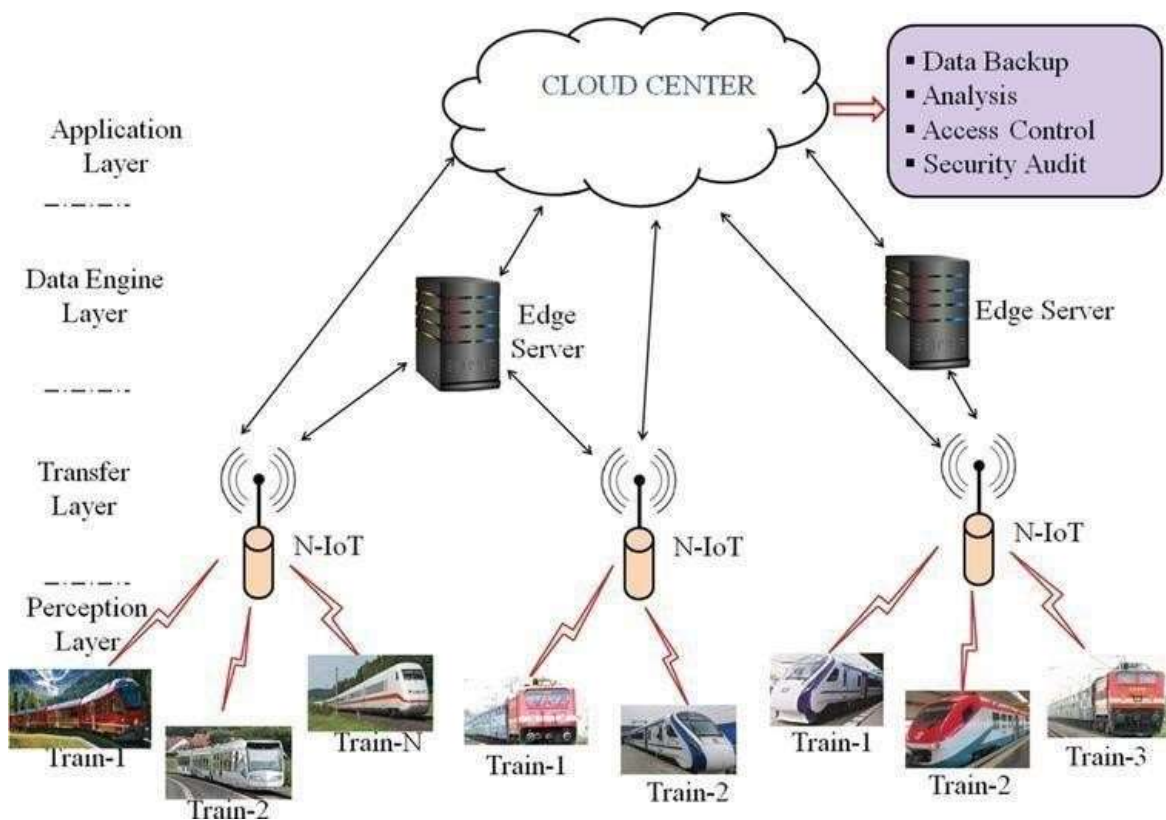 CLOUD CENTER
▪ Data Backup
▪ Analysis
▪ Access Control
▪ Security Audit
Application
Layer
Data Engine
Layer
Edge
Server
Edge Server
Transfer
Layer
N-IoT
N-IoT
N-IoT
Perception
Layer
Train-1
Train-2
Train-N
Train-1
Train-2
Train-1
Train-2
Train-3